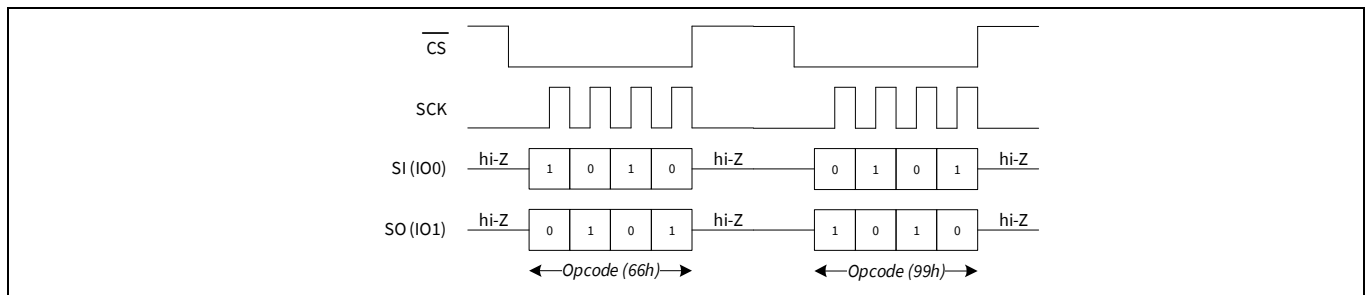 CS
SCK
SI (IO0) hi-Z 1 0 1 0 hi-Z 0 1 0 1 hi-Z
SO (IO1) hi-Z 0 1 0 1 hi-Z 1 0 1 0 hi-Z
Opcode (66h) Opcode (99h)